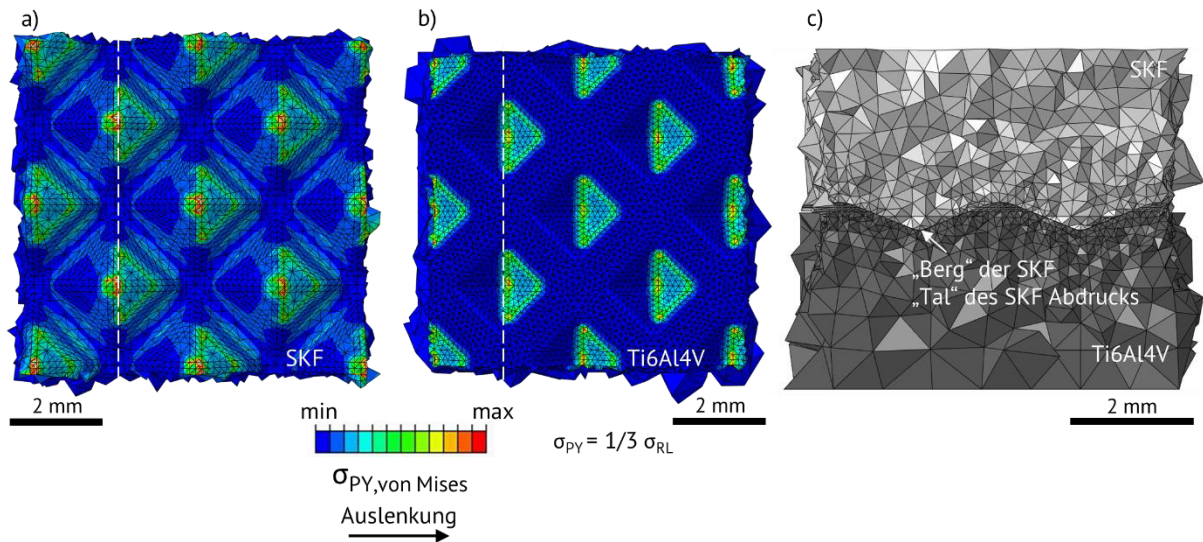 a)
b)
c)
SKF
SKF
Ti6Al4V
„Berg“ der SKF
„Tal“ des SKF Abdrucks
Ti6Al4V
2 mm
2 mm
2 mm
min max
σPY = 1/3 σRL
σPY,von Mises
Auslenkung